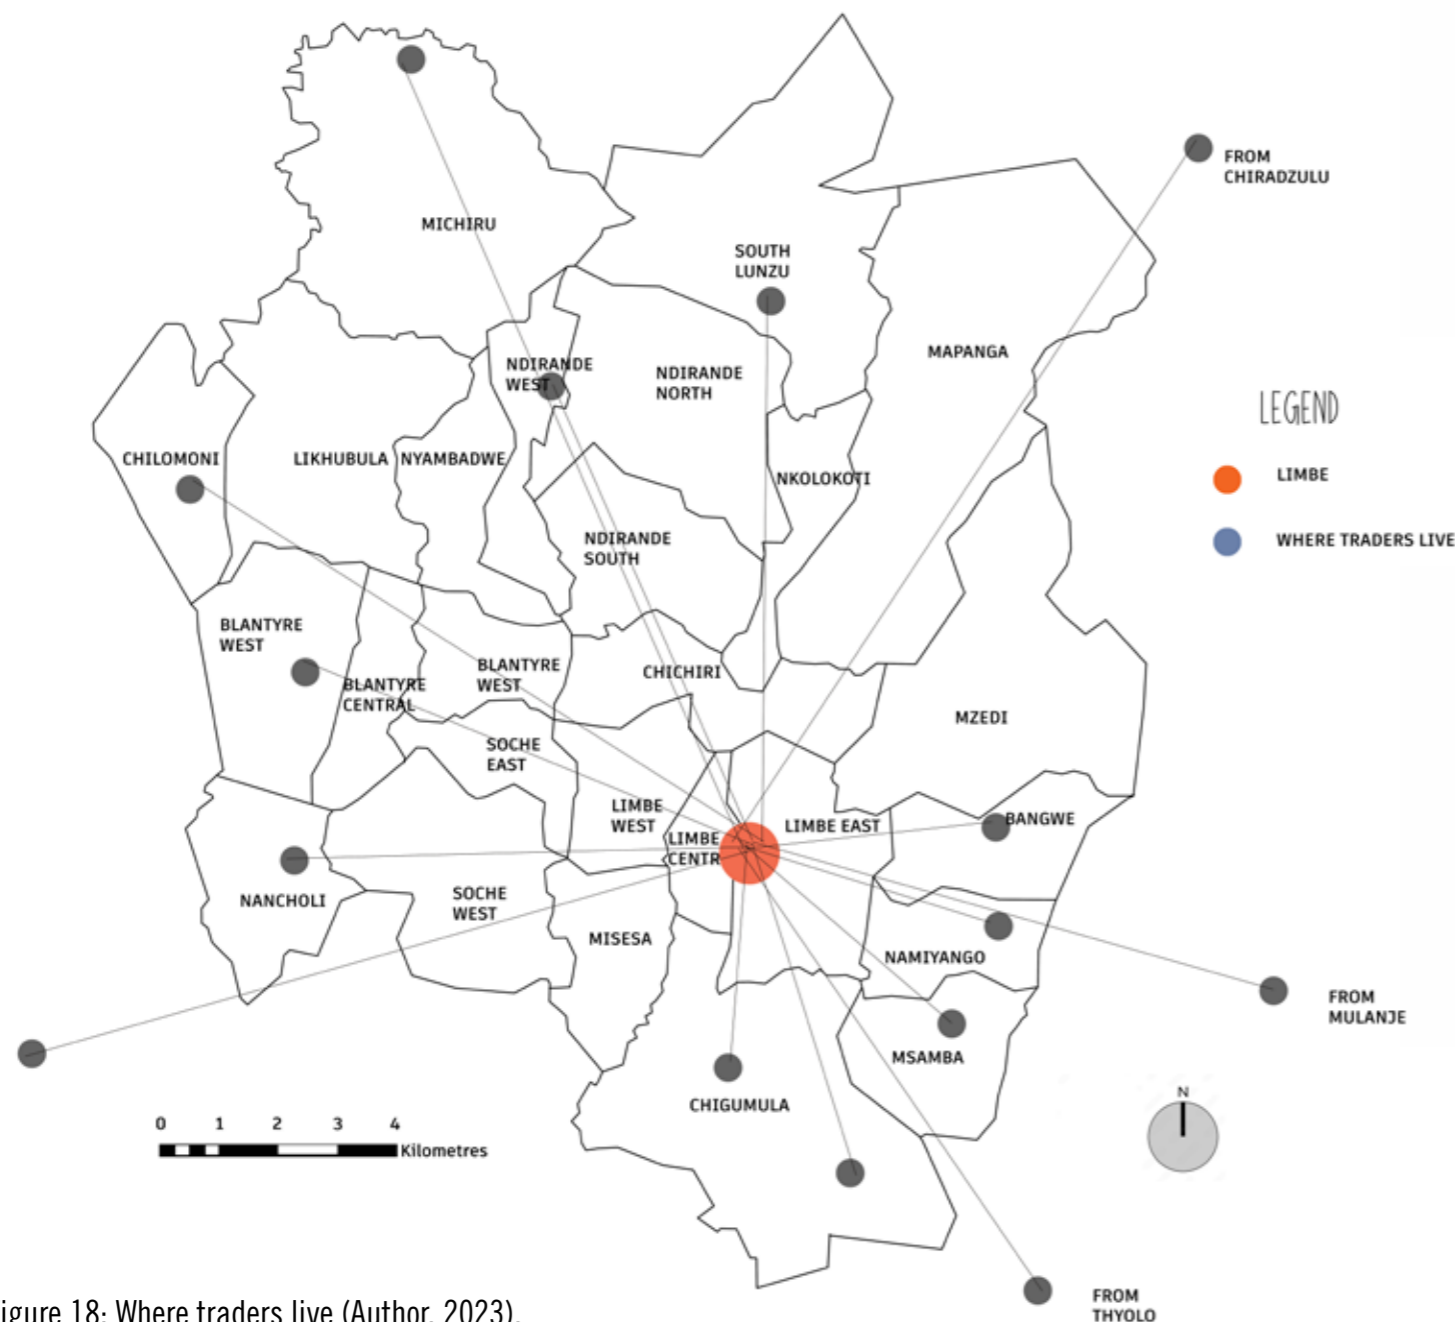 FROM
CHIRADZULU
MICHIRU
SOUTH
LUNZU
MAPANGA
NDIRANDE
WEST
NDIRANDE
NORTH
LEGEND
CHILOMONI
LIKHUBULA
NYAMBADWE
NKOLOKOTI
LIMBE
WHERE TRADERS LIVE
NDIRANDE
SOUTH
BLANTYRE
WEST
BLANTYRE
CENTRAL
BLANTYRE
WEST
CHICHIRI
MZEDI
SOCHE
EAST
LIMBE
WEST
LIMBE
CENTR
LIMBE EAST
BANGWE
NANCHOLI
SOCHE
WEST
MISESA
NAMIYANGO
FROM
MULANJE
MSAMBA
CHIGUMULA
N
0 1 2 3 4
Kilometres
FROM
THYOLO
igure 18: Where traders live (Author, 2023).